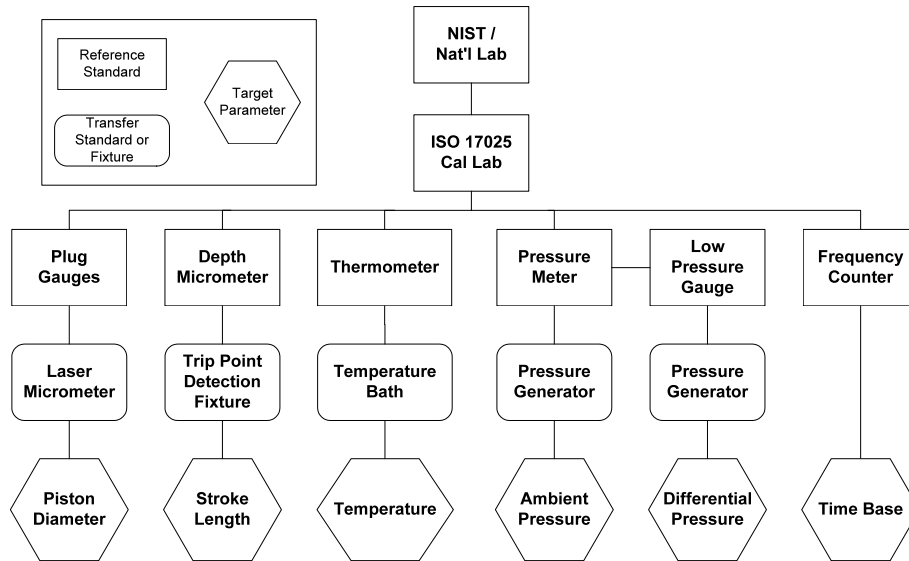 Reference
Standard
Target
Parameter
Transfer
Standard or
Fixture
NIST /
Nat'l Lab
ISO 17025
Cal Lab
Plug
Gauges
Depth
Micrometer
Thermometer
Pressure
Meter
Low
Pressure
Gauge
Frequency
Counter
Laser
Micrometer
Trip Point
Detection
Fixture
Temperature
Bath
Pressure
Generator
Pressure
Generator
Piston
Diameter
Stroke
Length
Temperature
Ambient
Pressure
Differential
Pressure
Time Base